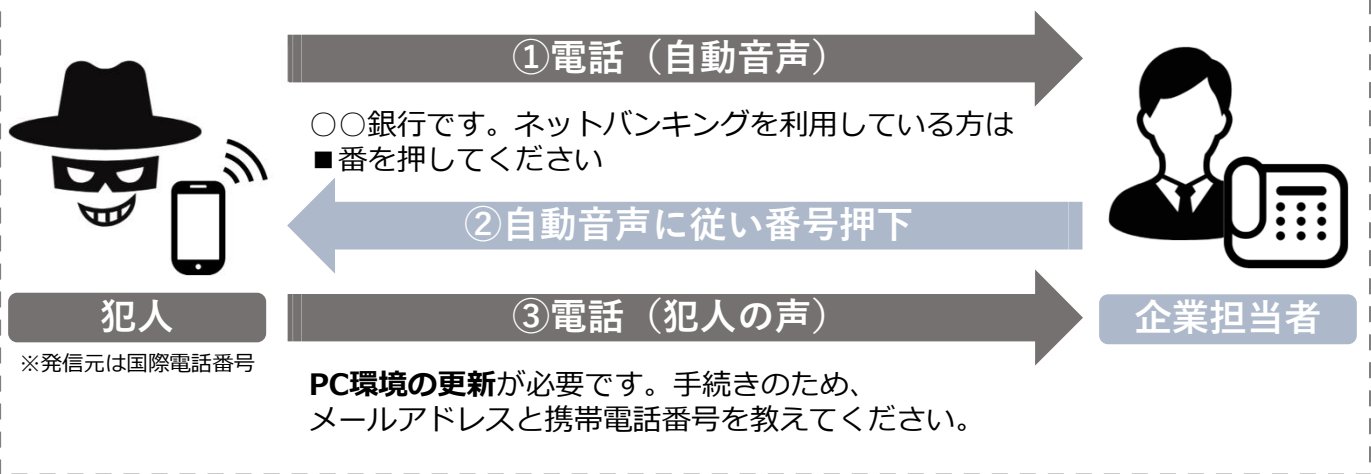 ①電話（自動音声）
○○銀行です。ネットバンキングを利用している方は
■番を押してください
②自動音声に従い番号押下
犯人
③電話（犯人の声）
企業担当者
※発信元は国際電話番号
PC環境の更新が必要です。手続きのため、
メールアドレスと携帯電話番号を教えてください。